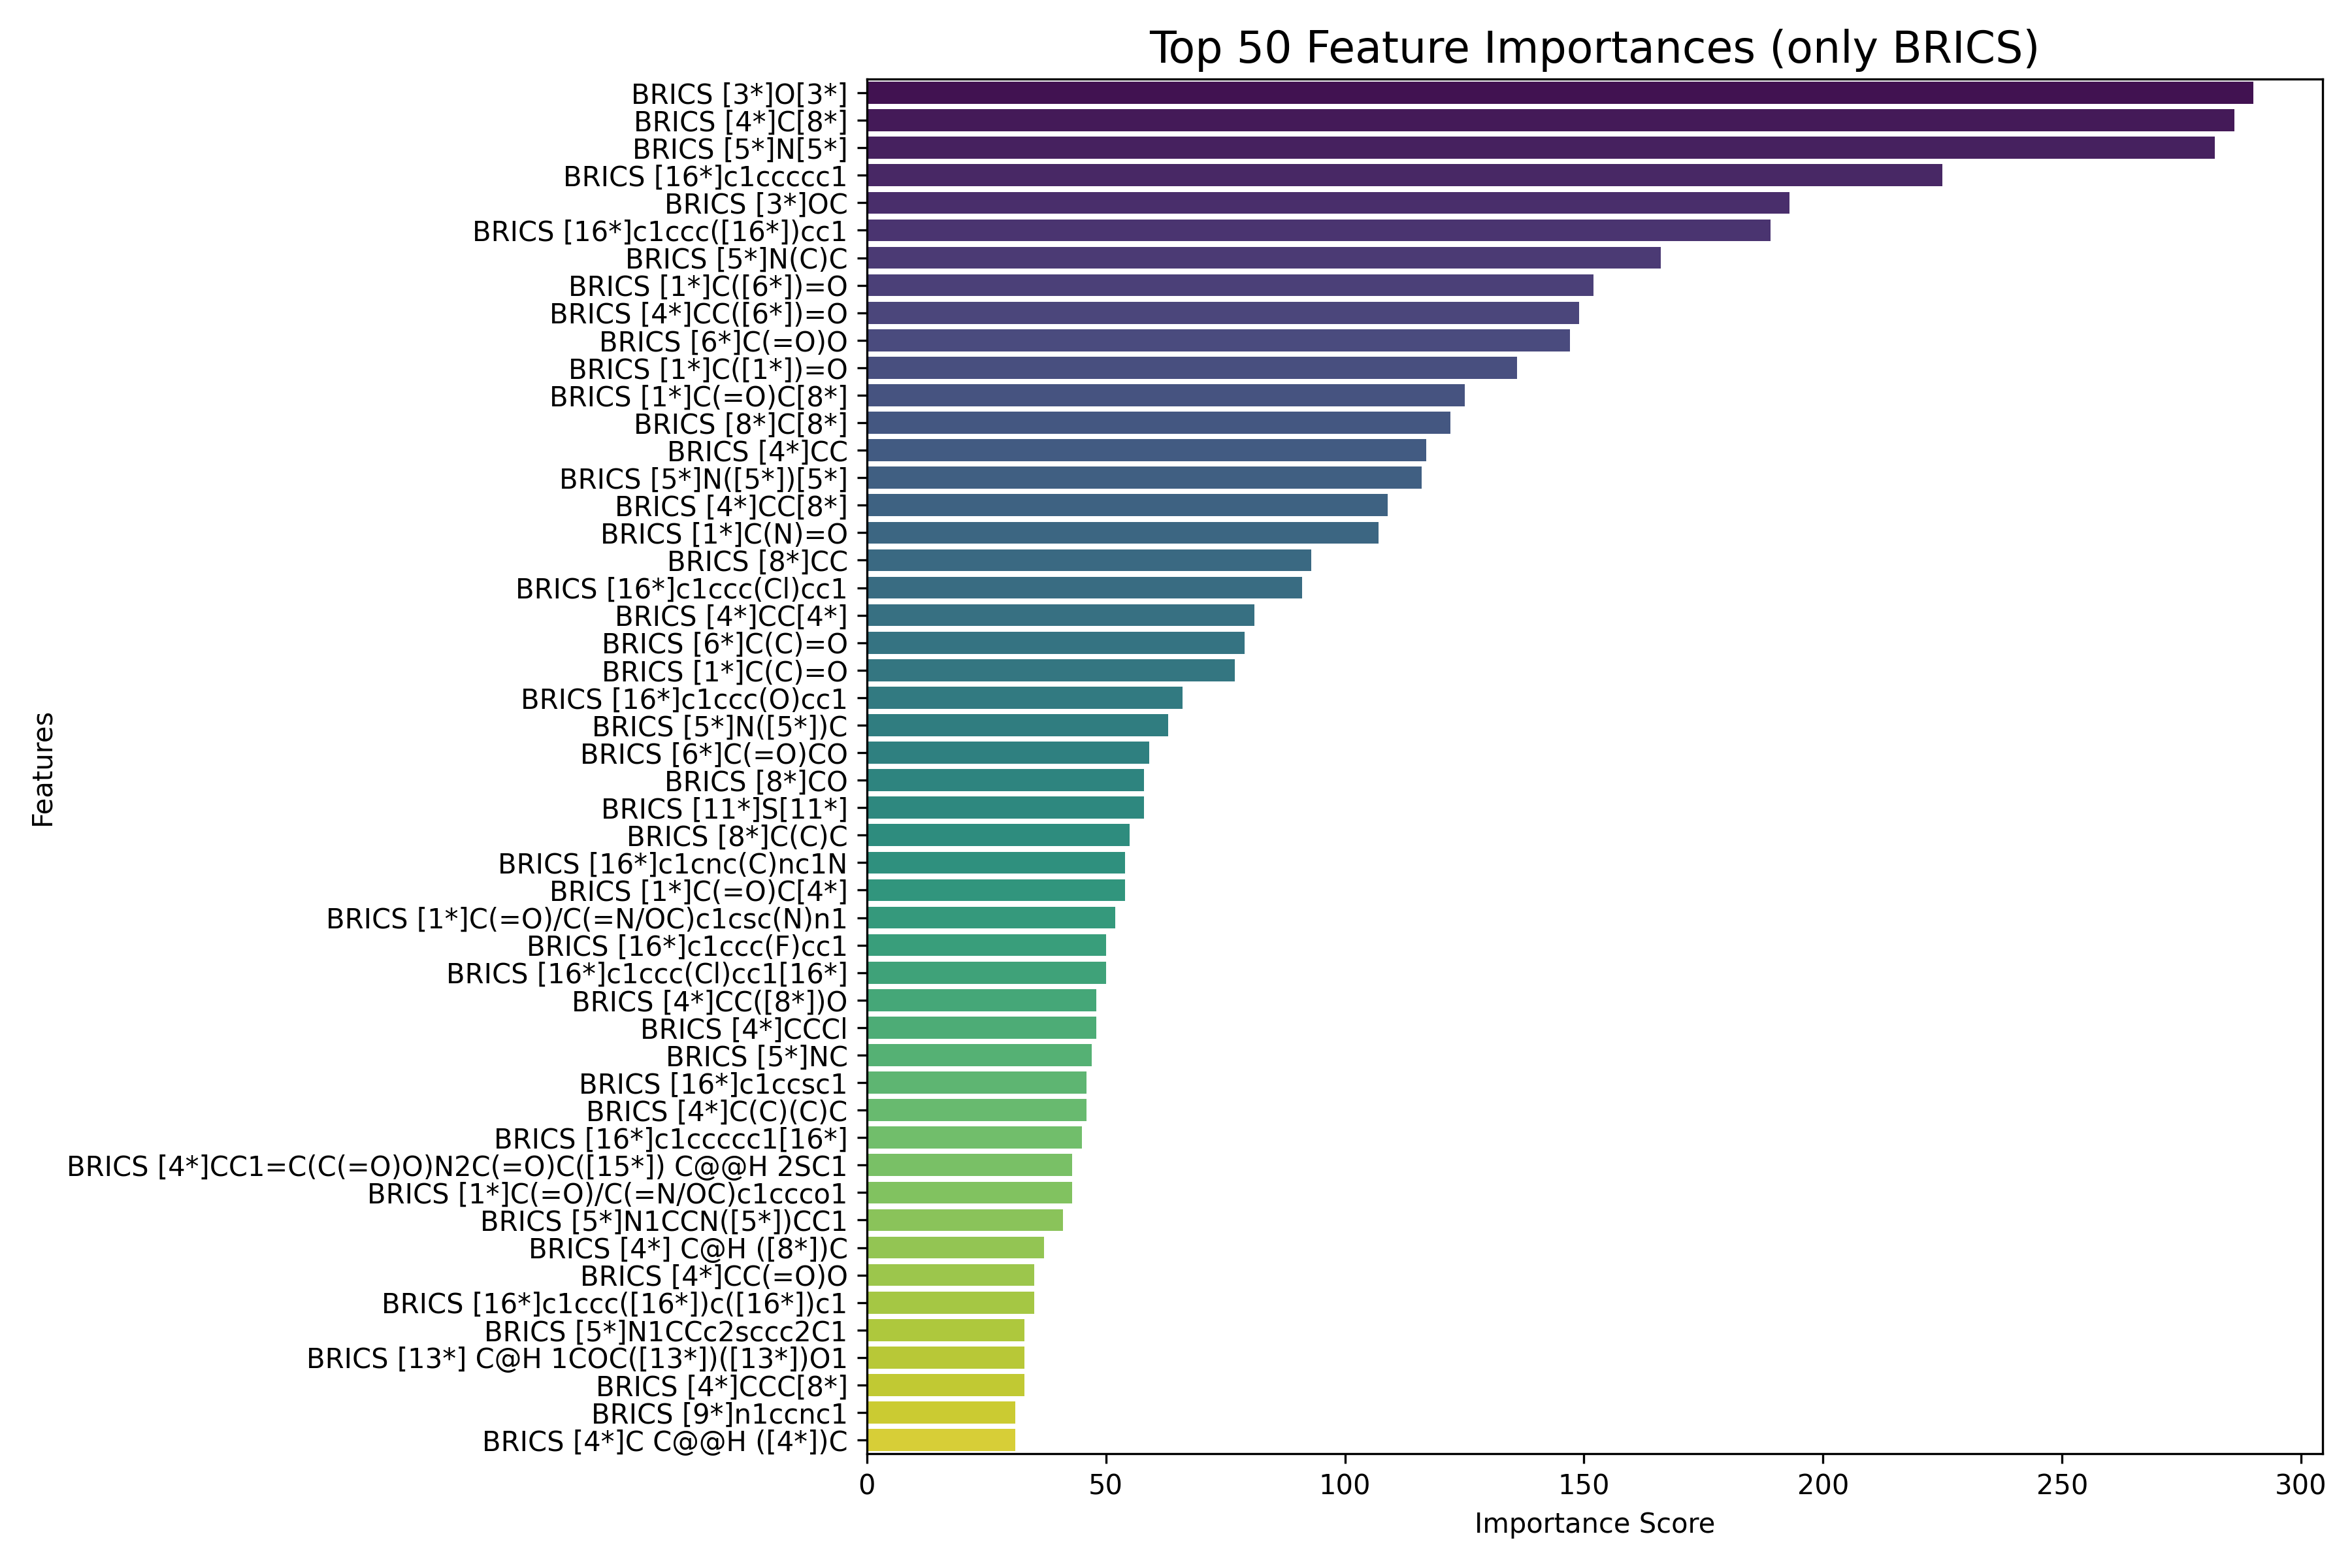 Top 50 Feature Importances (only BRICS)
BRICS [3*]O[3*]
BRICS [4*]C[8*]
BRICS [5*]N[5*]
BRICS [16*]c1ccccc1
BRICS [3*]OC
BRICS [16*]c1ccc([16*])cc1
BRICS [5*]N(C)C
BRICS [1*]C([6*])=O
BRICS [4*]CC([6*])=O
BRICS [6*]C(=O)O
BRICS [1*]C([1*])=O
BRICS [1*]C(=O)C[8*]
BRICS [8*]C[8*]
BRICS [4*]CC
BRICS [5*]N([5*])[5*]
BRICS [4*]CC[8*]
BRICS [1*]C(N)=O
BRICS [8*]CC
BRICS [16*]c1ccc(Cl)cc1
BRICS [4*]CC[4*]
BRICS [6*]C(C)=O
BRICS [1*]C(C)=O
BRICS [16*]c1ccc(O)cc1
BRICS [5*]N([5*])C
BRICS [6*]C(=O)CO
BRICS [8*]CO
BRICS [11*]S[11*]
BRICS [8*]C(C)C
BRICS [16*]c1cnc(C)nc1N
BRICS [1*]C(=O)C[4*]
BRICS [1*]C(=O)/C(=N/OC)c1csc(N)n1
BRICS [16*]c1ccc(F)cc1
BRICS [16*]c1ccc(Cl)cc1[16*]
BRICS [4*]CC([8*])O
BRICS [4*]CCCl
BRICS [5*]NC
BRICS [16*]c1ccsc1
BRICS [4*]C(C)(C)C
BRICS [16*]c1ccccc1[16*]
BRICS [4*]CC1=C(C(=O)O)N2C(=O)C([15*]) C@@H 2SC1
BRICS [1*]C(=O)/C(=N/OC)c1ccco1
BRICS [5*]N1CCN([5*])CC1
BRICS [4*] C@H ([8*])C
BRICS [4*]CC(=O)O
BRICS [16*]c1ccc([16*])c([16*])c1
BRICS [5*]N1CCc2sccc2C1
BRICS [13*] C@H 1COC([13*])([13*])O1
BRICS [4*]CCC[8*]
BRICS [9*]n1ccnc1
BRICS [4*]C C@@H ([4*])C
Features
0 50 100 150 200 250 300
Importance Score